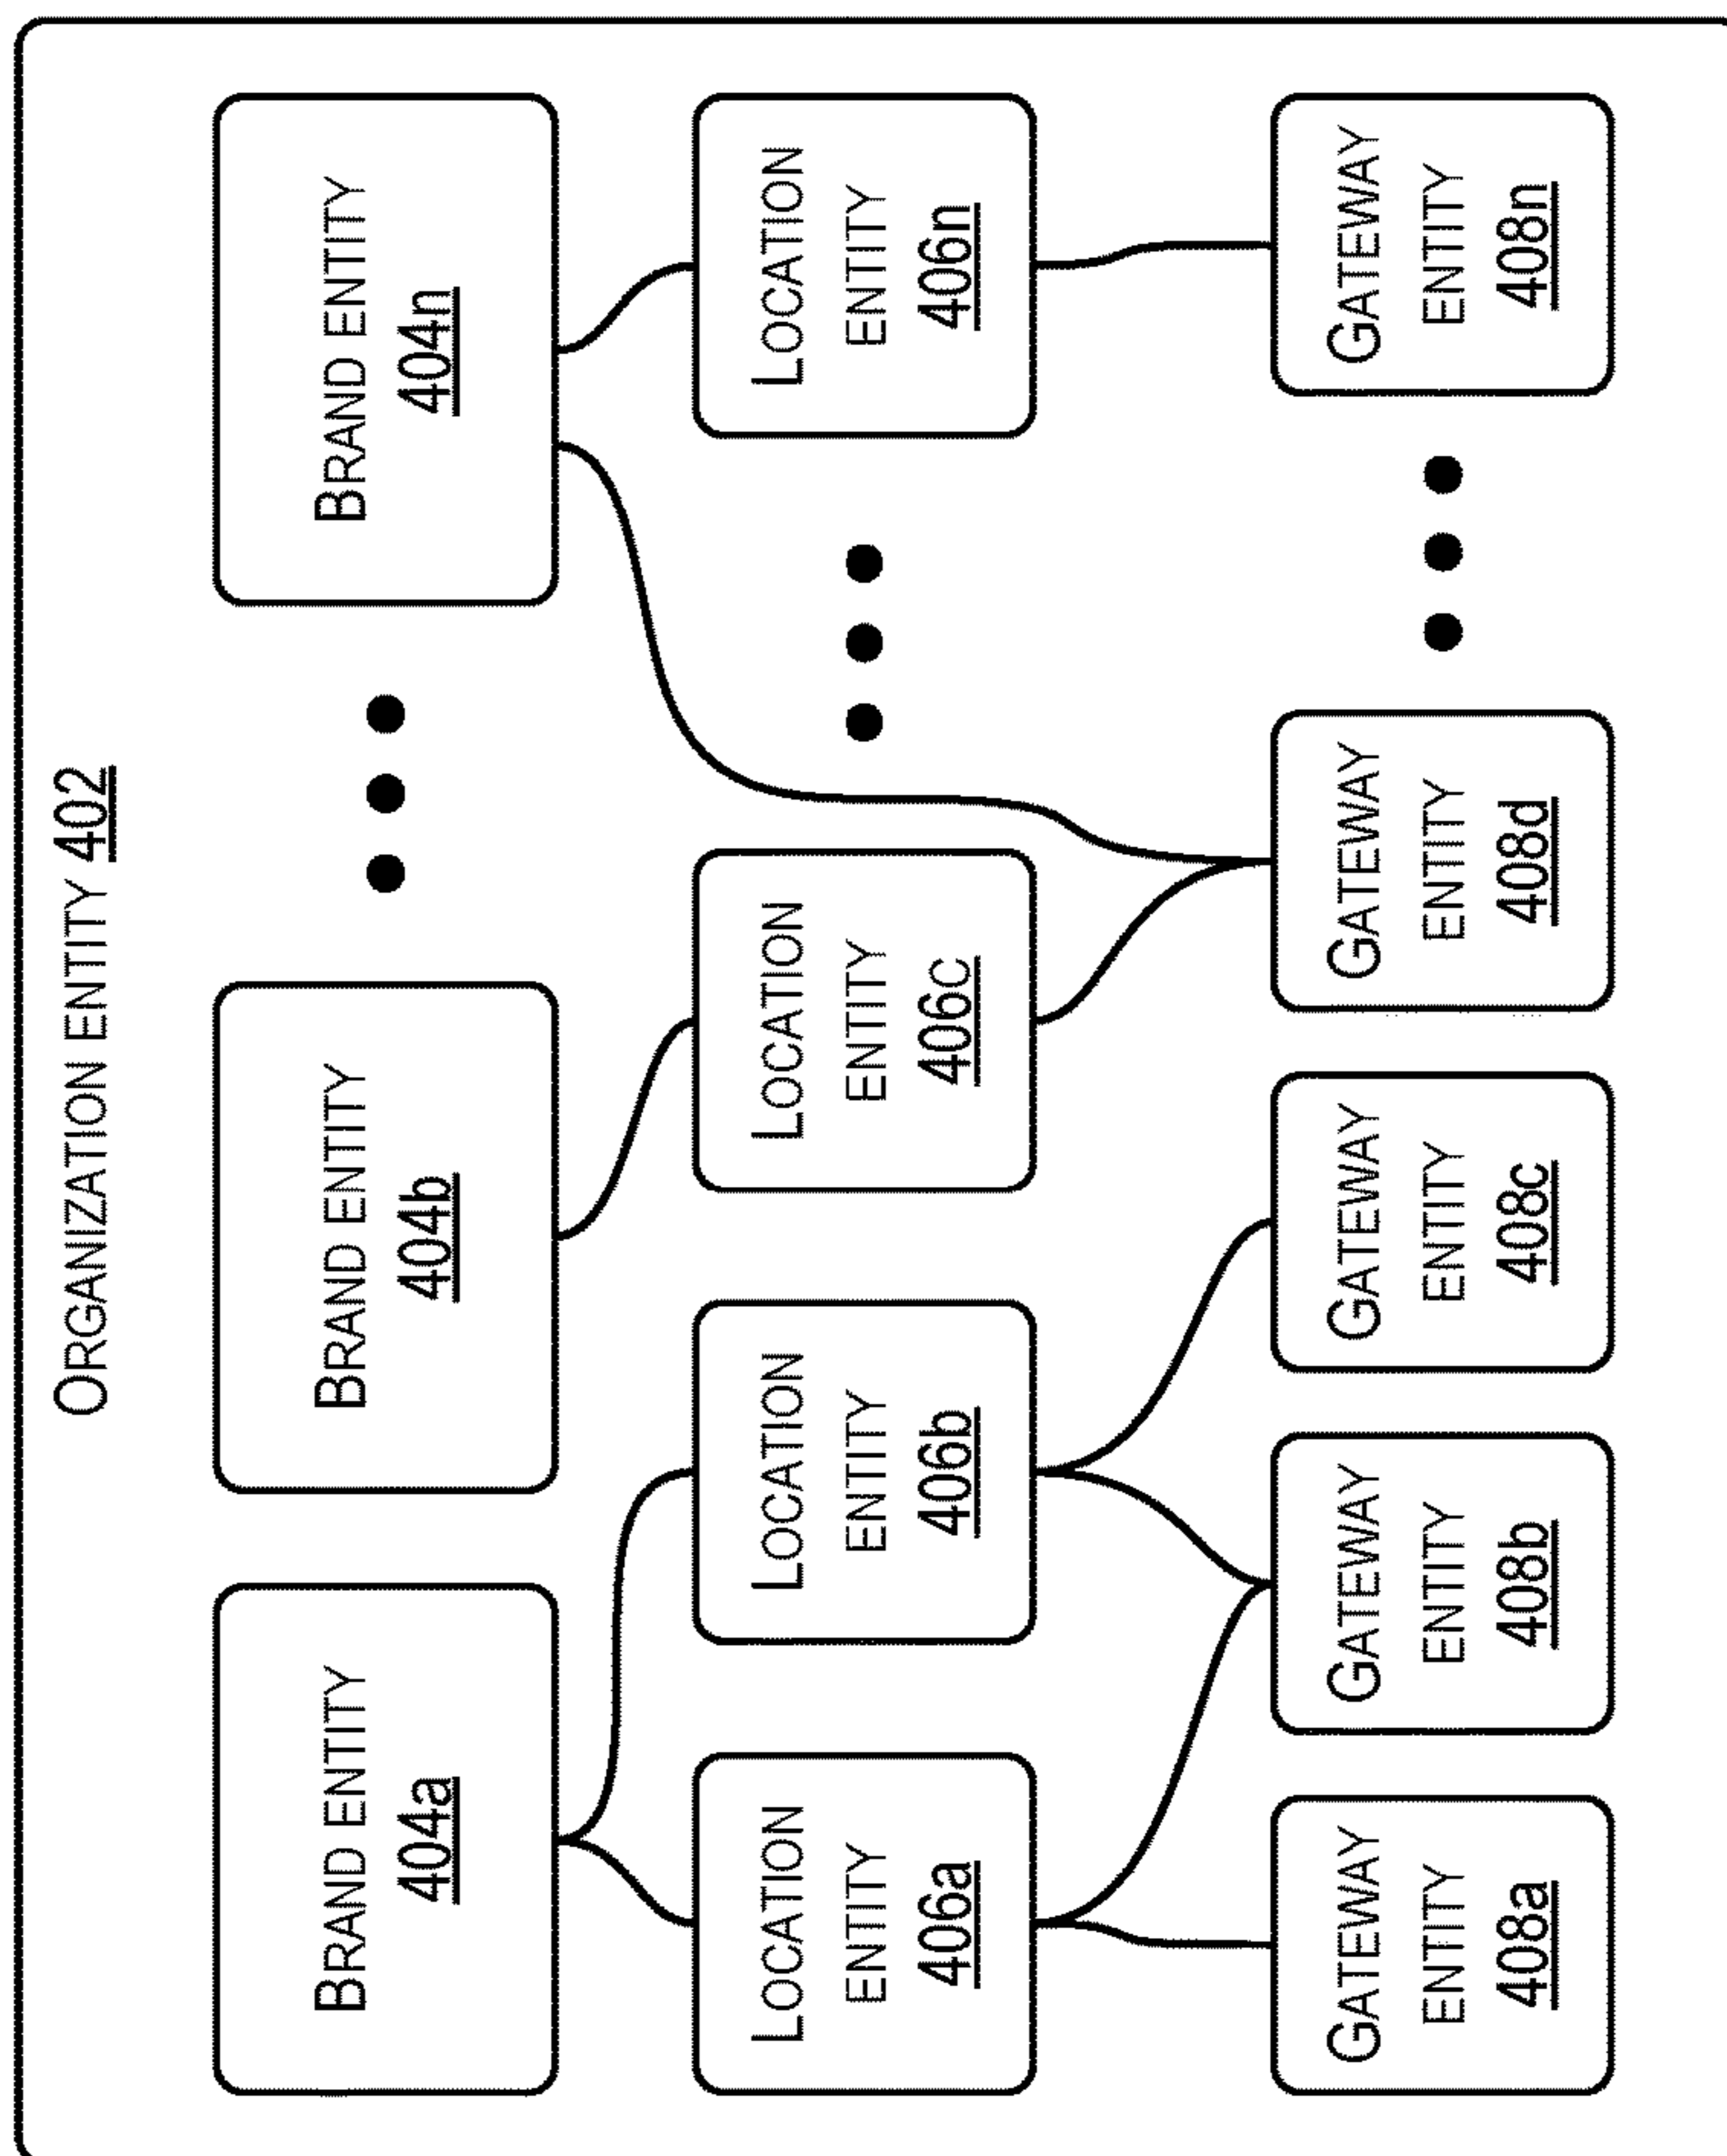 ORGANIZATION ENTITY 402
BRAND ENTITY
404a
BRAND ENTITY
404b
BRAND ENTITY
404n
LOCATION
ENTITY
406a
LOCATION
ENTITY
406b
LOCATION
ENTITY
406c
LOCATION
ENTITY
406n
GATEWAY
ENTITY
408a
GATEWAY
ENTITY
408b
GATEWAY
ENTITY
408c
GATEWAY
ENTITY
408d
GATEWAY
ENTITY
408n